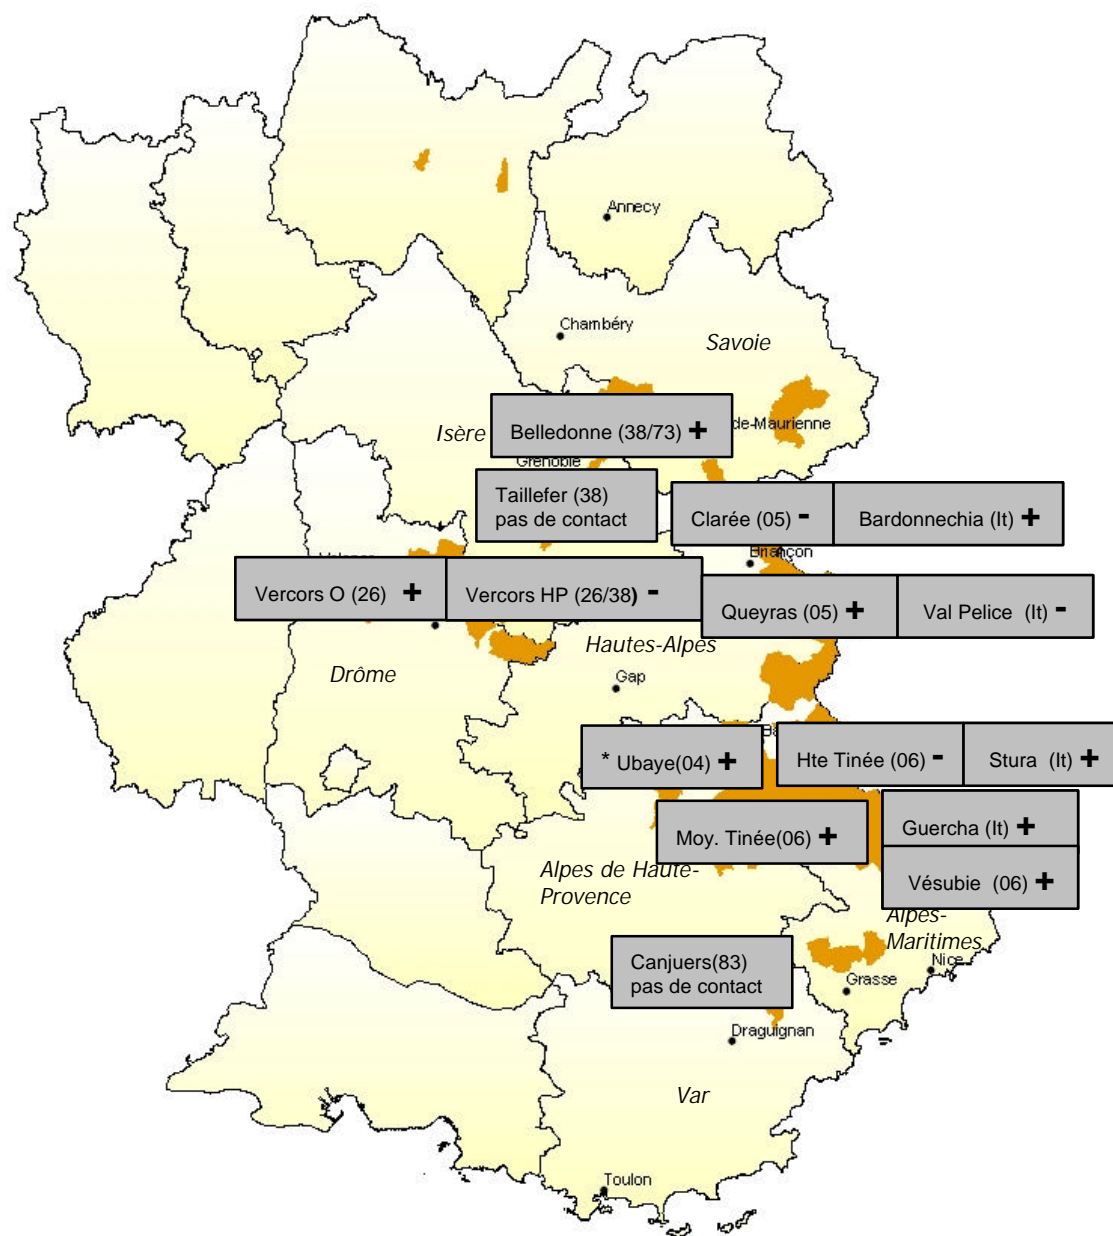 Annecy
Chambéry
Savoie
Isère
Belledonne (38/73) +
de-Maurienne
Grenoble
Taillefer (38)
pas de contact
Clarée (05) -
Bardonnechia (It) +
Briançon
Vercors O (26) +
Vercors HP (26/38) -
Queyras (05) +
Val Pelice (It) -
Hautes-Alpes
Drôme
Gap
* Ubaye(04) +
Hte Tinée (06) -
Stura (It) +
Moy. Tinée(06) +
Guercha (It) +
Vésubie (06) +
Alpes de Haute-
Provence
Alpes-
Maritimes
Canjuers(83)
pas de contact
Nice
Grasse
Draguignan
Var
Toulon